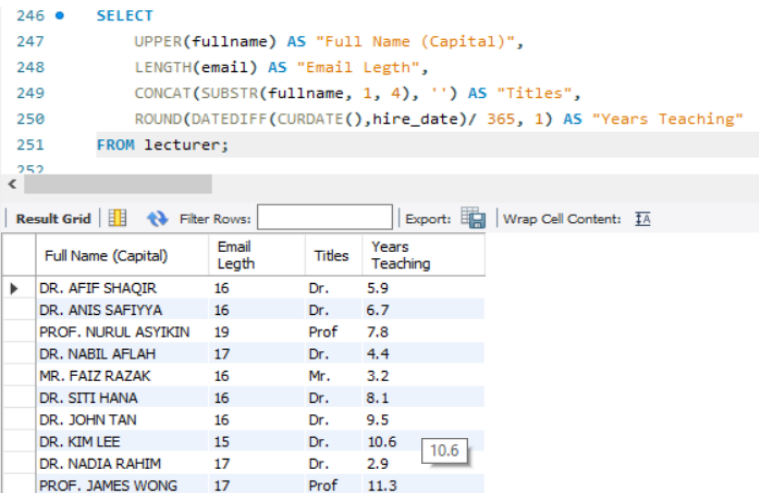 246 SELECT
247 UPPER(fullname) AS "Full Name (Capital)",
248 LENGTH(email) AS "Email Legth",
249 CONCAT(SUBSTR(fullname, 1, 4), '') AS "Titles",
250 ROUND(DATEDIFF(CURDATE(),hire_date)/ 365, 1) AS "Years Teaching"
251 FROM lecturer;
252
Result Grid Filter Rows: Export: Wrap Cell Content: IA
Full Name (Capital) Email Legth Titles Years Teaching
DR. AFIF SHAQIR 16 Dr. 5.9
DR. ANIS SAFIYYA 16 Dr. 6.7
PROF. NURUL ASYIKIN 19 Prof 7.8
DR. NABIL AFLAH 17 Dr. 4.4
MR. FAIZ RAZAK 16 Mr. 3.2
DR. SITI HANA 16 Dr. 8.1
DR. JOHN TAN 16 Dr. 9.5
DR. KIM LEE 15 Dr. 10.6
10.6
DR. NADIA RAHIM 17 Dr. 2.9
PROF. JAMES WONG 17 Prof 11.3